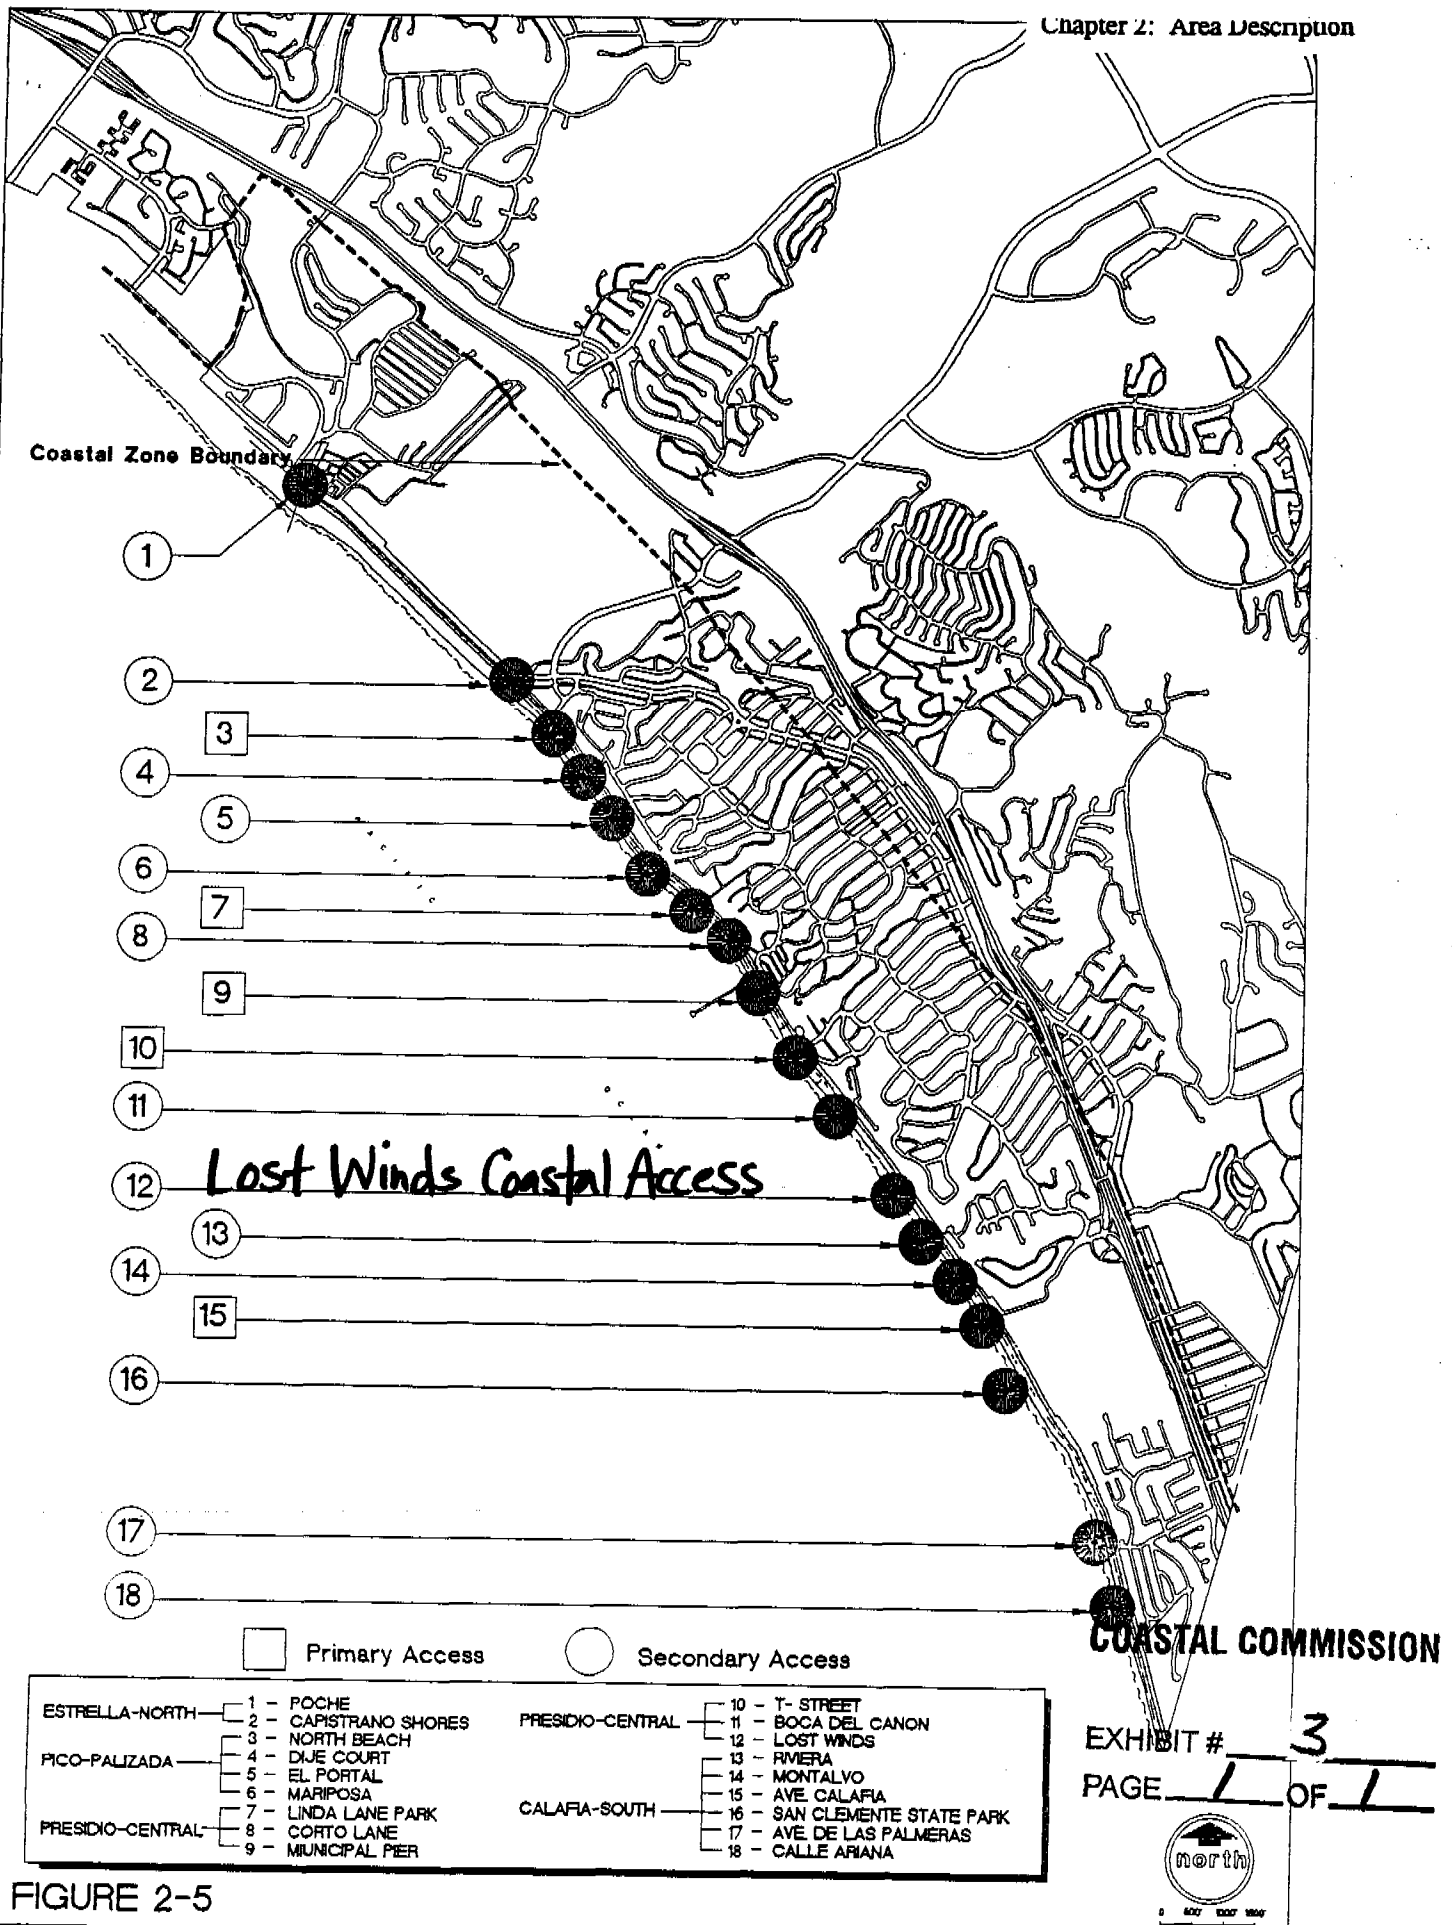 Chapter 2: Area Description
Coastal Zone Boundary
1
2
3
4
5
6
7
8
9
10
11
Lost Winds Coastal Access
12
13
14
15
16
17
18
Primary Access
Secondary Access
COASTAL COMMISSION
ESTRELLA-NORTH
1 - POCHE
2 - CAPISTRANO SHORES
PICO-PALIZADA
3 - NORTH BEACH
4 - DIJE COURT
5 - EL PORTAL
6 - MARIPOSA
PRESIDIO-CENTRAL
7 - LINDA LANE PARK
8 - CORTO LANE
9 - MUNICIPAL PIER
PRESIDIO-CENTRAL
10 - T- STREET
11 - BOCA DEL CANON
12 - LOST WINDS
CALAFIA-SOUTH
13 - RIVIERA
14 - MONTALVO
15 - AVE. CALAFIA
16 - SAN CLEMENTE STATE PARK
17 - AVE. DE LAS PALMERAS
18 - CALLE ARIANA
EXHIBIT # 3
PAGE 1 OF 1
north
FIGURE 2-5